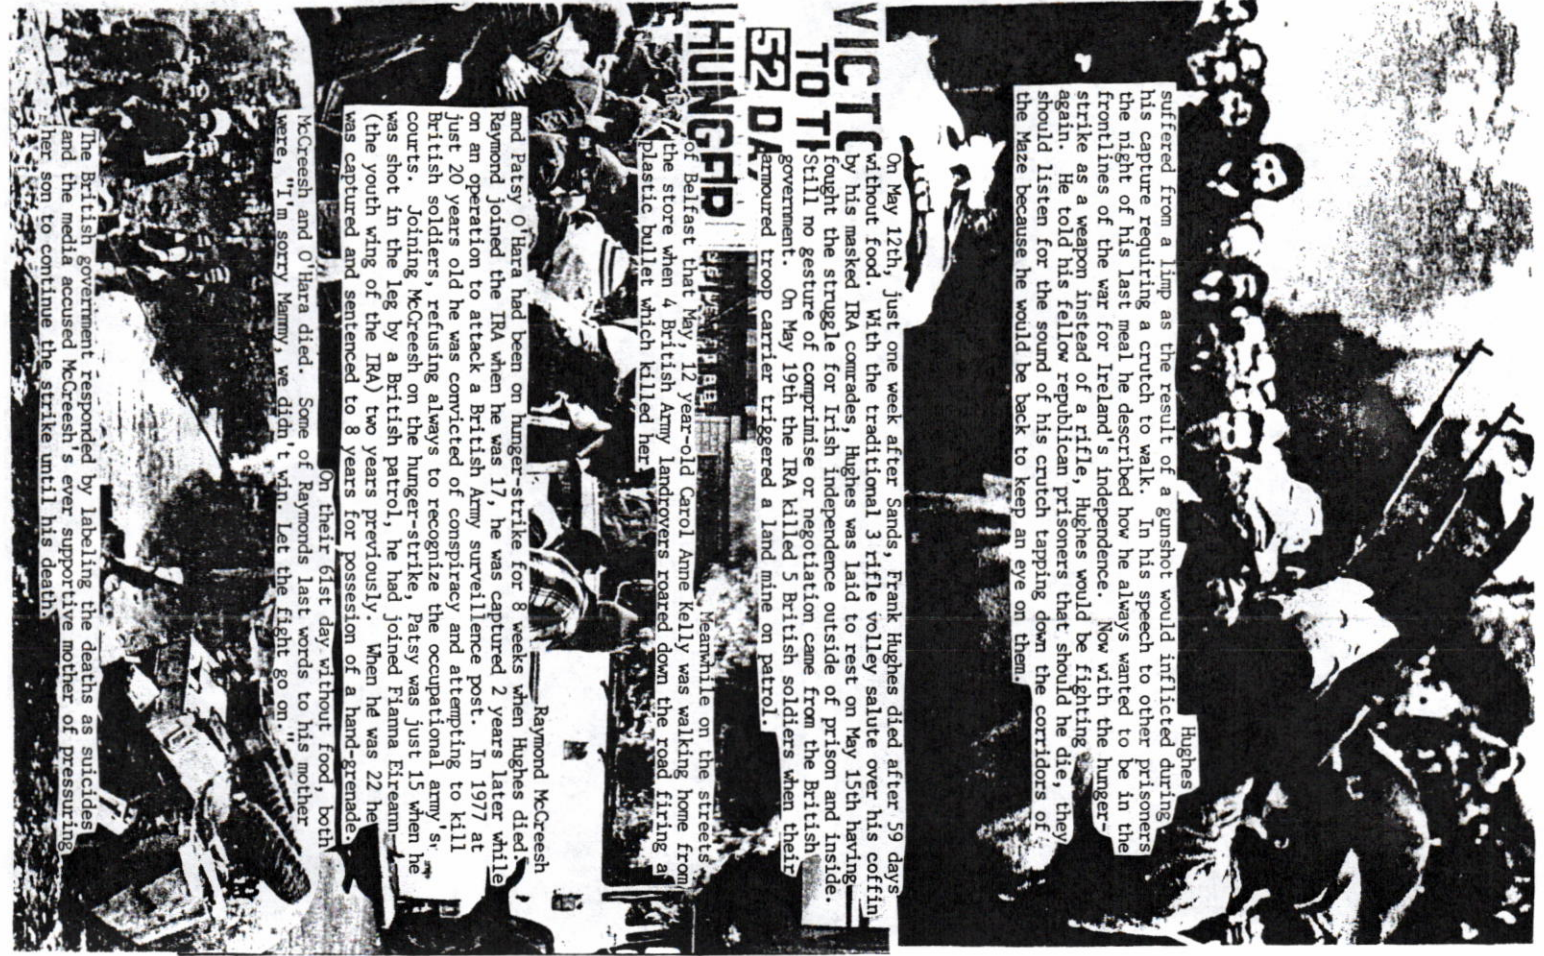 Hughes
suffered from a limp as the result of a gunshot would inflicted during
his capture requiring a crutch to walk. In his speech to other prisoners
the night of his last meal he described how he always wanted to be in the
frontlines of the war for Ireland's independence. Now with the hunger-
strike as a weapon instead of a rifle, Hughes would be fighting
again. He told his fellow republican prisoners that should he die, they
should listen for the sound of his crutch tapping down the corridors of
the Maze because he would be back to keep an eye on them.
On May 12th, just one week after Sands, Frank Hughes died after 59 days
without food. With the traditional 3 rifle volley salute over his coffin
by his masked IRA comrades, Hughes was laid to rest on May 15th having
fought the struggle for Irish independence outside of prison and inside.
Still no gesture of comprimise or negotiation came from the British
government. On May 19th the IRA killed 5 British soldiers when their
armoured troop carrier triggered a land mine on patrol.
VICTO
TO TH
52 DA
HUNGER
Meanwhile on the streets
of Belfast that May, 12 year-old Carol Anne Kelly was walking home from
the store when 4 British Army landrovers roared down the road firing a
plastic bullet which killed her.
Raymond McCreesh
and Patsy O'Hara had been on hunger-strike for 8 weeks when Hughes died.
Raymond joined the IRA when he was 17, he was captured 2 years later while
on an operation to attack a British Army surveillence post. In 1977 at
just 20 years old he was convicted of conspiracy and attempting to kill
British soldiers, refusing always to recognize the occupational army's
courts. Joining McCreesh on the hunger-strike, Patsy was just 15 when he
was shot in the leg by a British patrol, he had joined Fianna Eireann-
(the youth wing of the IRA) two years previously. When he was 22 he
was captured and sentenced to 8 years for possesion of a hand-grenade.
On their 61st day without food, both
McCreesh and O'Hara died. Some of Raymonds last words to his mother
were, "I'm sorry Mammy, we didn't win. Let the fight go on."
The British government responded by labeling the deaths as suicides
and the media accused McCreesh's ever supportive mother of pressuring
her son to continue the strike until his death.